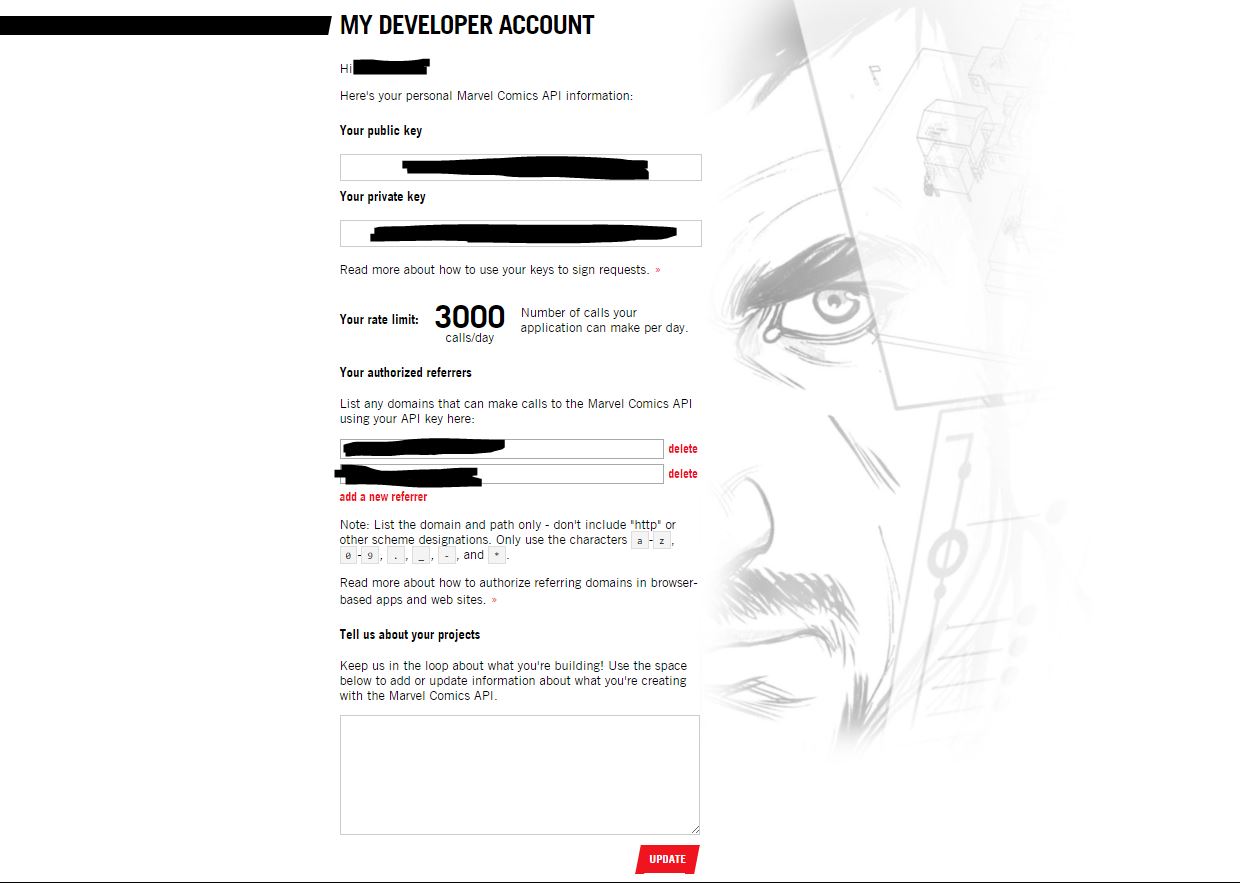 MY DEVELOPER ACCOUNT
Hi
Here's your personal Marvel Comics API information:
Your public key
Your private key
Read more about how to use your keys to sign requests. »
Your rate limit:
3000
calls/day
Number of calls your
application can make per day.
Your authorized referrers
List any domains that can make calls to the Marvel Comics API
using your API key here:
delete
delete
add a new referrer
Note: List the domain and path only - don't include "http" or
other scheme designations. Only use the characters a-z,
0-9, ., _, -, and *.
Read more about how to authorize referring domains in browser-
based apps and web sites. »
Tell us about your projects
Keep us in the loop about what you're building! Use the space
below to add or update information about what you're creating
with the Marvel Comics API.
UPDATE